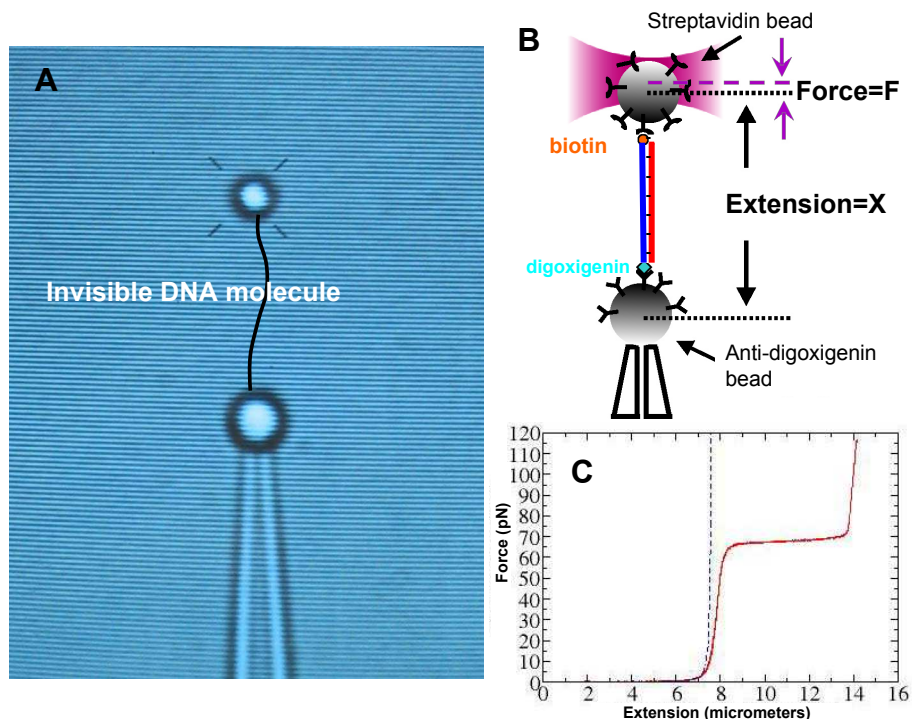 A
Invisible DNA molecule
B
Streptavidin bead
Force=F
biotin
Extension=X
digoxigenin
Anti-digoxigenin
bead
C
Force (pN)
120
110
100
90
80
70
60
50
40
30
20
10
0
0 2 4 6 8 10 12 14 16
Extension (micrometers)